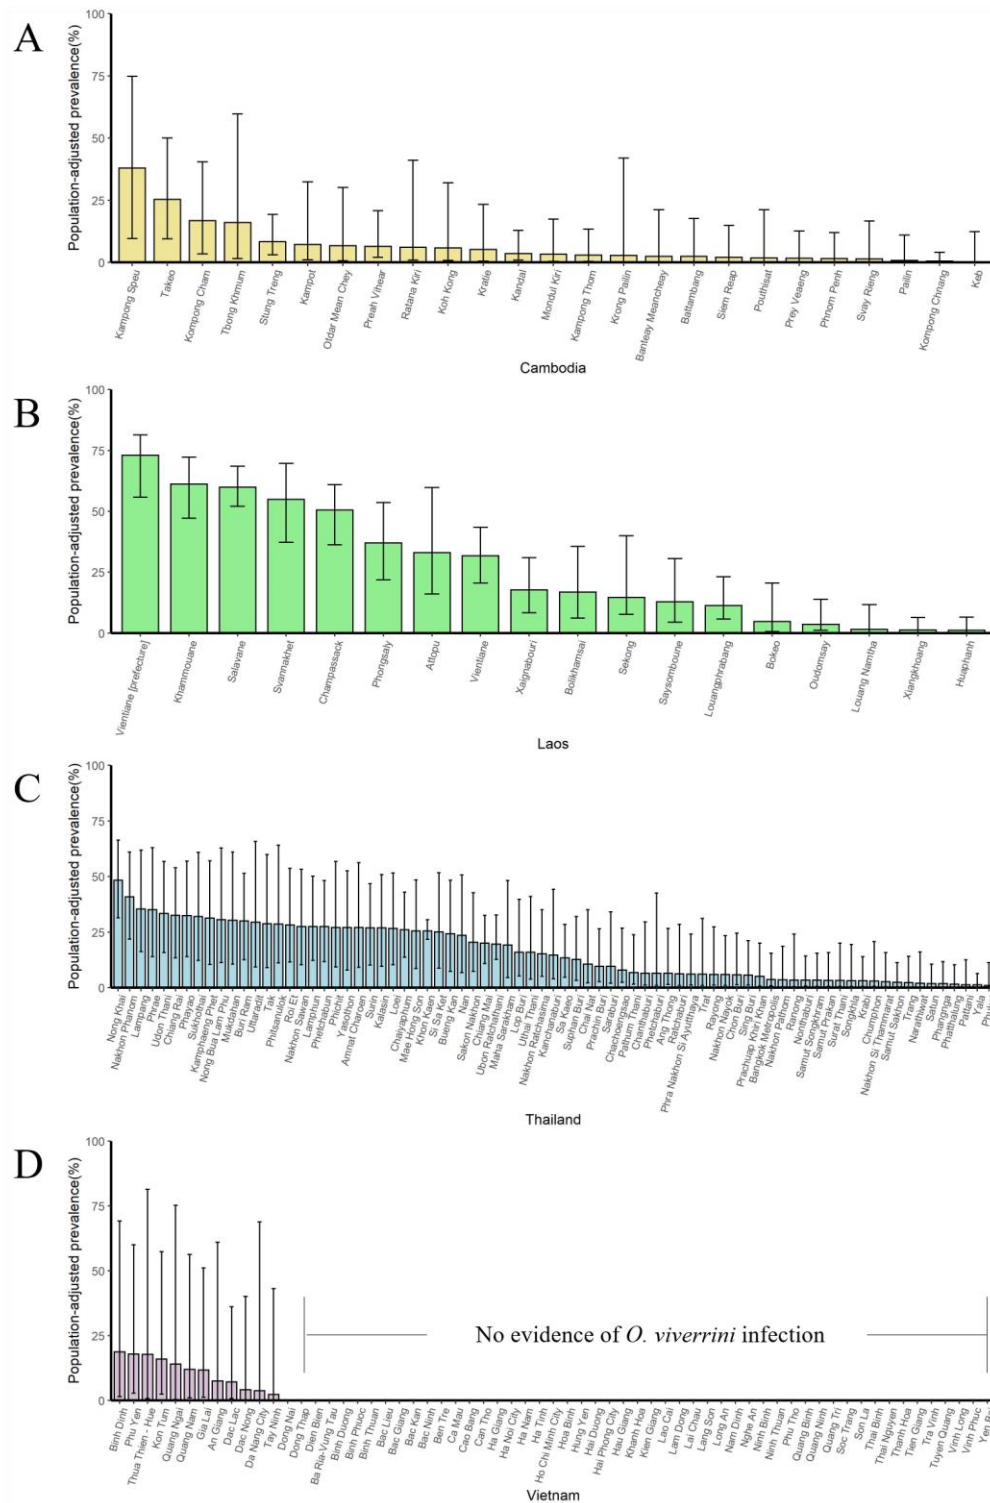 A
Population-adjusted prevalence(%)
100
75
50
25
0
Kampong Speu
Takeo
Kompong Cham
Tbong Khmum
Stung Treng
Kampot
Otdar Mean Chey
Preah Vihear
Ratana Kiri
Koh Kong
Kratie
Kandal
Mondul Kiri
Kampong Thom
Krong Pailin
Banteay Meancheay
Battambang
Siem Reap
Pouthisat
Prey Veaeng
Phnom Penh
Svay Rieng
Pailin
Kompong Chnang
Keb
Cambodia
B
Population-adjusted prevalence(%)
100
75
50
25
0
Vientiane [prefecture]
Khammouane
Salavane
Svannakhet
Champassack
Phongsaly
Attopu
Vientiane
Xaignabouri
Bolikhamsai
Sekong
Saysomboune
Louangphrabang
Bokeo
Oudomsay
Louang Namtha
Xiangkhoang
Huaphanh
Laos
C
Population-adjusted prevalence(%)
100
75
50
25
0
Nong Khai
Nakhon Phanom
Lampang
Phrae
Udon Thani
Chiang Rai
Phayao
Sukhothai
Kamphaeng Phet
Nong Bua Lam Phu
Mukdahan
Buri Ram
Uttaradit
Tak
Phitsanulok
Roi Et
Nakhon Sawan
Lamphun
Phetchabun
Phichit
Yasothon
Amnat Charoen
Surin
Kalasin
Loei
Chaiyaphum
Mae Hong Son
Khon Kaen
Si Sa Ket
Bueng Kan
Nan
Sakon Nakhon
Chiang Mai
Ubon Ratchathani
Maha Sarakham
Lop Buri
Uthai Thani
Nakhon Ratchasima
Kanchanaburi
Sa Kaeo
Suphan Buri
Chai Nat
Prachin Buri
Saraburi
Chachoengsao
Pathum Thani
Chanthaburi
Phetchaburi
Ang Thong
Ratchaburi
Phra Nakhon Si Ayutthaya
Trat
Rayong
Nakhon Nayok
Chon Buri
Sing Buri
Prachuap Khiri Khan
Bangkok Metropolis
Nakhon Pathom
Ranong
Nonthaburi
Samut Songkhram
Samut Prakan
Surat Thani
Songkhla
Krabi
Chumphon
Nakhon Si Thammarat
Samut Sakhon
Trang
Narathiwat
Satun
Phangnga
Phatthalung
Pattani
Yala
Thailand
D
Population-adjusted prevalence(%)
100
75
50
25
0
No evidence of O. viverrini infection
Binh Dinh
Phu Yen
Thua Thien - Hue
Kon Tum
Quang Ngai
Quang Nam
Gia Lai
An Giang
Dac Lac
Dac Nong
Da Nang City
Tay Ninh
Dong Nai
Dong Thap
Dien Bien
Ba Ria-Vung Tau
Binh Duong
Binh Phuoc
Binh Thuan
Bac Lieu
Bac Giang
Bac Kan
Bac Ninh
Ben Tre
Ca Mau
Cao Bang
Can Tho
Ha Giang
Ha Noi City
Ha Nam
Ha Tinh
Ho Chi Minh City
Hoa Binh
Hung Yen
Hai Duong
Hai Phong City
Hau Giang
Khanh Hoa
Kien Giang
Lao Cai
Lam Dong
Lai Chau
Lang Son
Long An
Nam Dinh
Nghe An
Ninh Binh
Ninh Thuan
Phu Tho
Quang Binh
Quang Ninh
Quang Tri
Soc Trang
Son La
Thai Binh
Thai Nguyen
Thanh Hoa
Tien Giang
Tra Vinh
Tuyen Quang
Vinh Long
Vinh Phuc
Vietnam